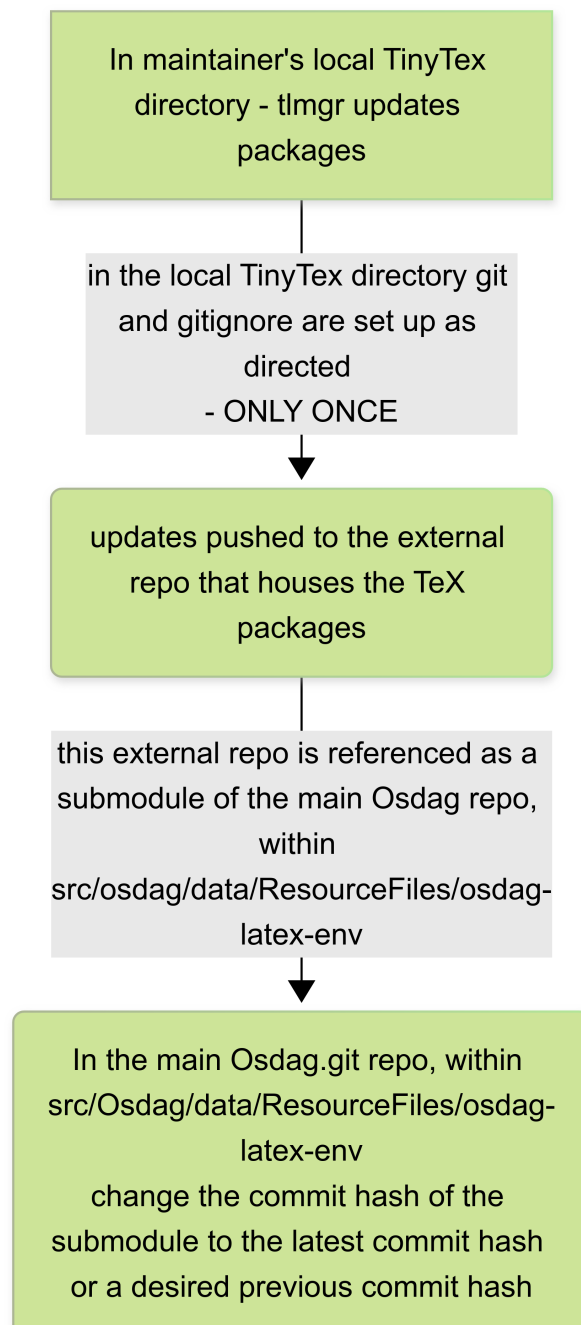 In maintainer's local TinyTex
directory - tlmgr updates
packages
in the local TinyTex directory git
and gitignore are set up as
directed
- ONLY ONCE
updates pushed to the external
repo that houses the TeX
packages
this external repo is referenced as a
submodule of the main Osdag repo,
within
src/osdag/data/ResourceFiles/osdag-
latex-env
In the main Osdag.git repo, within
src/Osdag/data/ResourceFiles/osdag-
latex-env
change the commit hash of the
submodule to the latest commit hash
or a desired previous commit hash